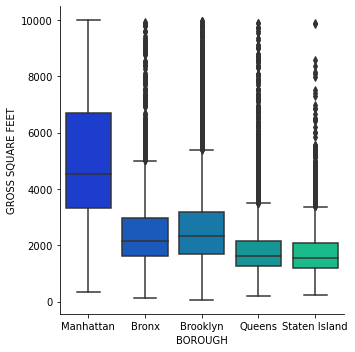 10000
8000
6000
4000
2000
0
GROSS SQUARE FEET
Manhattan Bronx Brooklyn Queens Staten Island
BOROUGH